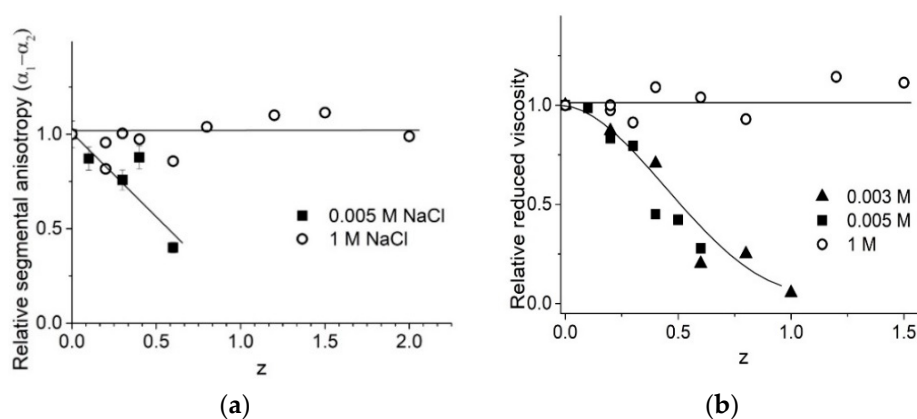 Relative segmental anisotropy (α₁–α₂)
1.0
0.5
0.0
0.0
0.5
1.0
1.5
2.0
z
0.005 M NaCl
1 M NaCl
(a)
Relative reduced viscosity
1.0
0.5
0.0
0.0
0.5
1.0
1.5
z
0.003 M
0.005 M
1 M
(b)